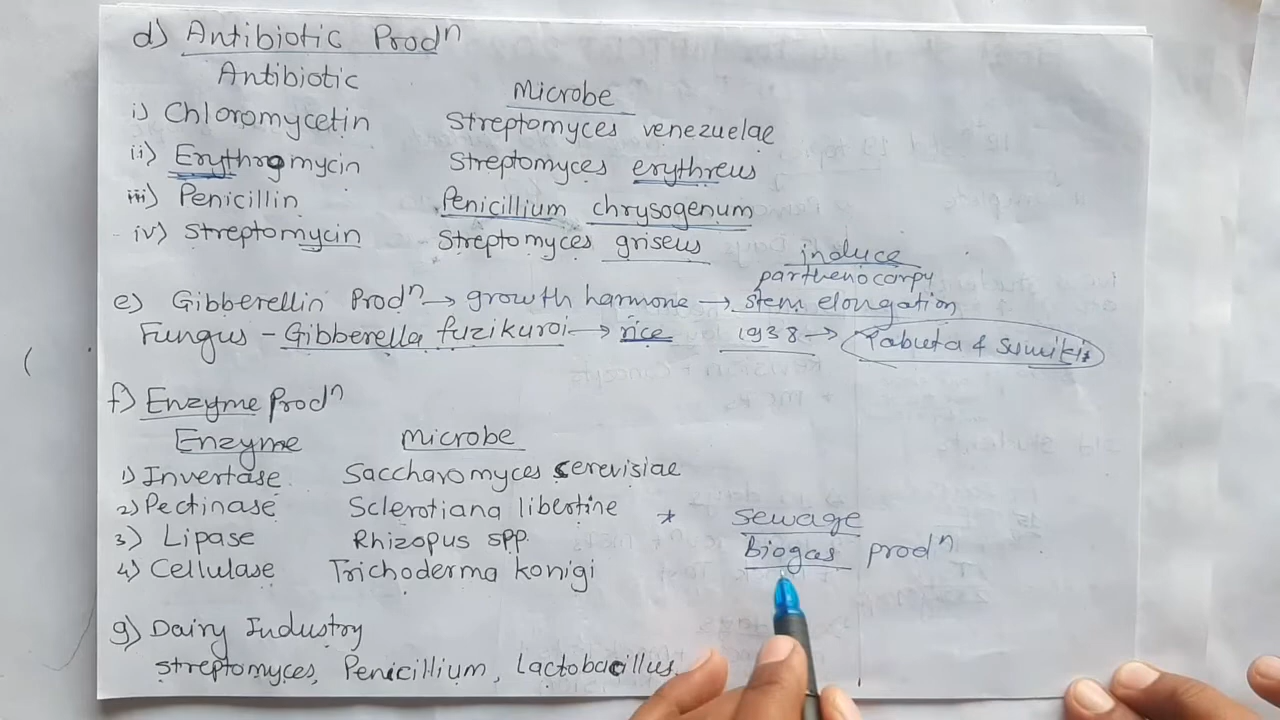 d) Antibiotic Prodⁿ
Antibiotic Microbe
i) Chloromycetin Streptomyces venezuelae
ii) Erythromycin Streptomyces erythreus
iii) Penicillin Penicillium chrysogenum
iv) Streptomycin Streptomyces griseus
induce
parthenocarpy
e) Gibberellin Prodⁿ → growth hormone → stem elongation
Fungus - Gibberella fuzikuroi → rice 1938 → Yabuta & Sumiki
f) Enzyme Prodⁿ
Enzyme Microbe
1) Invertase Saccharomyces cerevisiae
2) Pectinase Sclerotiana libertine
3) Lipase Rhizopus spp.
4) Cellulase Trichoderma konigi
* sewage
biogas prodⁿ
g) Dairy Industry
streptomyces, Penicillium, Lactobacillus.